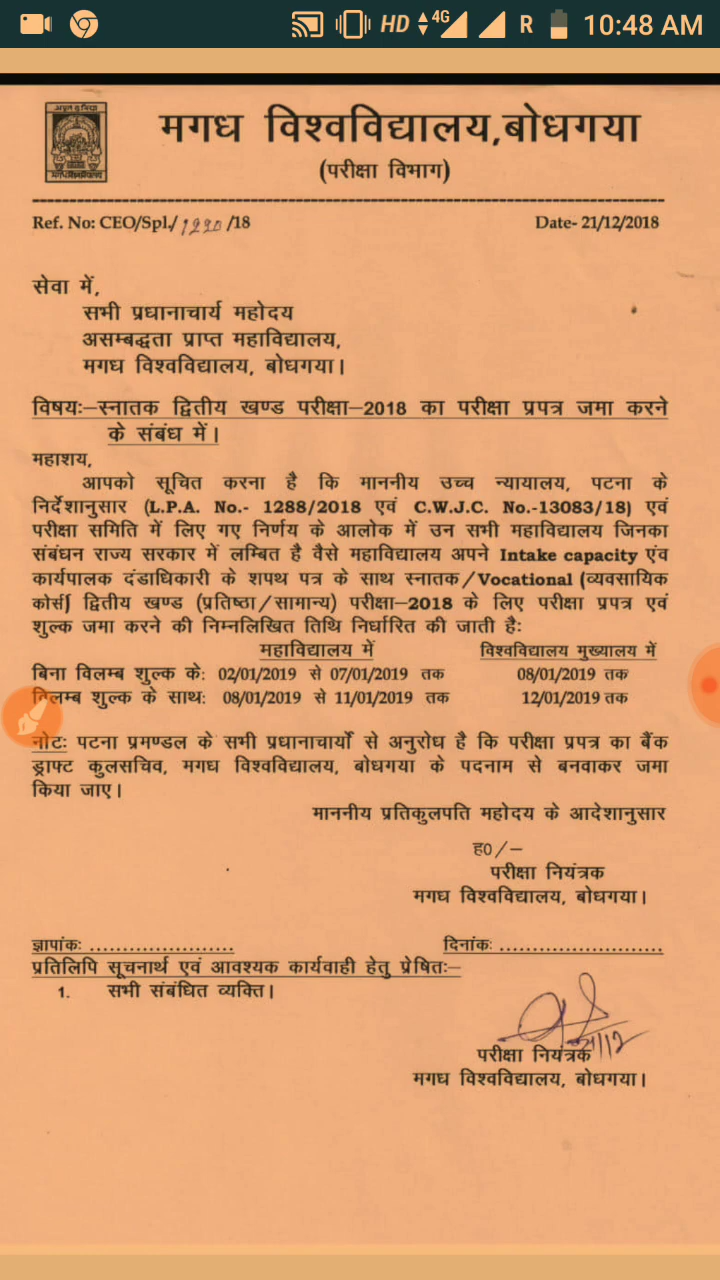 HD 4G R 10:48 AM
मगध विश्वविद्यालय,बोधगया
(परीक्षा विभाग)
Ref. No: CEO/Spl./1220/18 Date- 21/12/2018
सेवा में,
सभी प्रधानाचार्य महोदय
असम्बद्धता प्राप्त महाविद्यालय,
मगध विश्वविद्यालय, बोधगया।
विषयः–स्नातक द्वितीय खण्ड परीक्षा–2018 का परीक्षा प्रपत्र जमा करने
के संबंध में।
महाशय,
आपको सूचित करना है कि माननीय उच्च न्यायालय, पटना के
निर्देशानुसार (L.P.A. No.- 1288/2018 एवं C.W.J.C. No.-13083/18) एवं
परीक्षा समिति में लिए गए निर्णय के आलोक में उन सभी महाविद्यालय जिनका
संबंघन राज्य सरकार में लम्बित है वैसे महाविद्यालय अपने Intake capacity एंव
कार्यपालक दंडाधिकारी के शपथ पत्र के साथ स्नातक/Vocational (व्यवसायिक
कोर्स) द्वितीय खण्ड (प्रतिष्ठा/सामान्य) परीक्षा–2018 के लिए परीक्षा प्रपत्र एवं
शुल्क जमा करने की निम्नलिखित तिथि निर्धारित की जाती हैः
महाविद्यालय में विश्वविद्यालय मुख्यालय में
बिना विलम्ब शुल्क के: 02/01/2019 से 07/01/2019 तक 08/01/2019 तक
विलम्ब शुल्क के साथ: 08/01/2019 से 11/01/2019 तक 12/01/2019 तक
नोटः पटना प्रमण्डल के सभी प्रधानाचार्यो से अनुरोध है कि परीक्षा प्रपत्र का बैंक
ड्राफ्ट कुलसचिव, मगध विश्वविद्यालय, बोधगया के पदनाम से बनवाकर जमा
किया जाए।
माननीय प्रतिकुलपति महोदय के आदेशानुसार
ह0/–
परीक्षा नियंत्रक
मगध विश्वविद्यालय, बोधगया।
ज्ञापांकः ..................... दिनांकः ........................
प्रतिलिपि सूचनार्थ एवं आवश्यक कार्यवाही हेतु प्रेषितः–
1. सभी संबंधित व्यक्ति।
21/12
परीक्षा नियंत्रक
मगध विश्वविद्यालय, बोधगया।